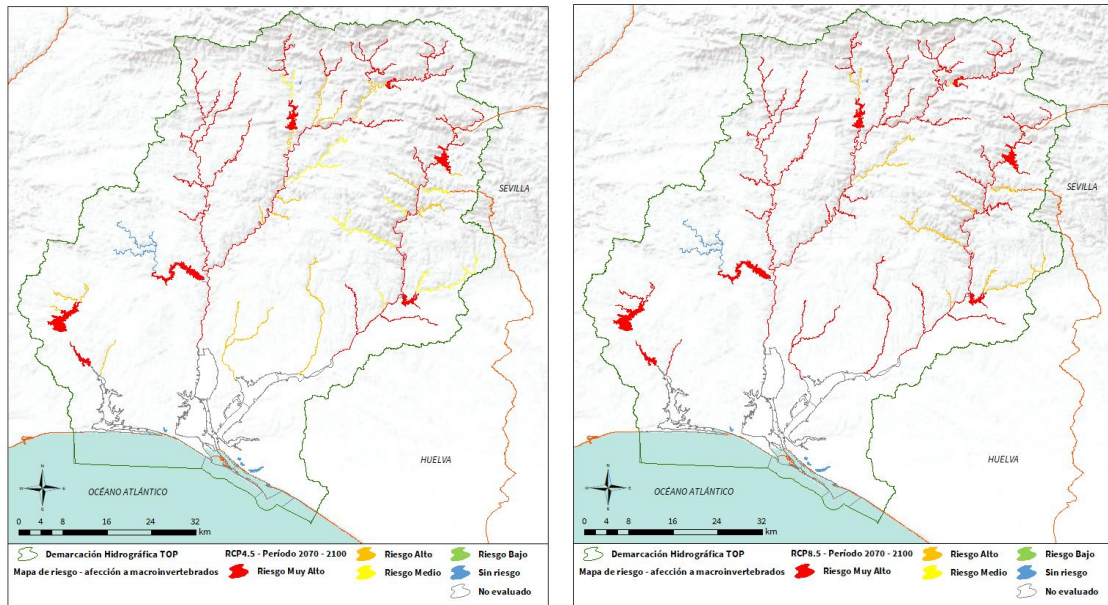 SEVILLA
HUELVA
OCÉANO ATLÁNTICO
N
W E
S
0 4 8 16 24 32
km
Demarcación Hidrográfica TOP
Mapa de riesgo - afección a macroinvertebrados
RCP4.5 - Período 2070 - 2100
Riesgo Muy Alto
Riesgo Alto
Riesgo Medio
Riesgo Bajo
Sin riesgo
No evaluado
SEVILLA
HUELVA
OCÉANO ATLÁNTICO
N
W E
S
0 4 8 16 24 32
km
Demarcación Hidrográfica TOP
Mapa de riesgo - afección a macroinvertebrados
RCP8.5 - Período 2070 - 2100
Riesgo Muy Alto
Riesgo Alto
Riesgo Medio
Riesgo Bajo
Sin riesgo
No evaluado